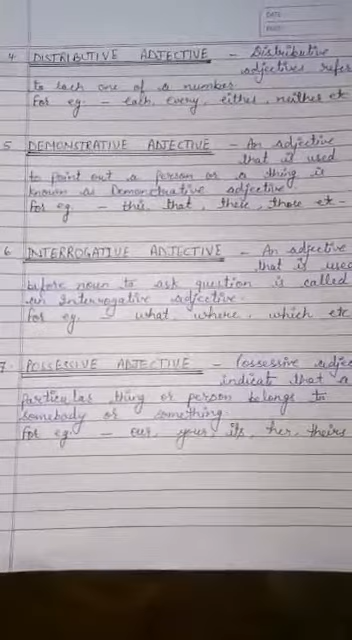 DATE
4 DISTRIBUTIVE ADJECTIVE - Distributive
adjectives refer
to each one of a number.
For eg. - each, every, either, neither etc
5 DEMONSTRATIVE ADJECTIVE - An adjective
that is used
to point out a person or a thing is
known as Demonstrative adjective.
For eg. - this, that, these, those etc -
6 INTERROGATIVE ADJECTIVE - An adjective
that is used
before noun to ask question is called
an Interrogative adjective.
For eg. - what, where, which etc
7. POSSESSIVE ADJECTIVE - Possessive adjec
indicate that a
particular thing or person belongs to
somebody or something.
For eg. - our, your, its, her, theirs